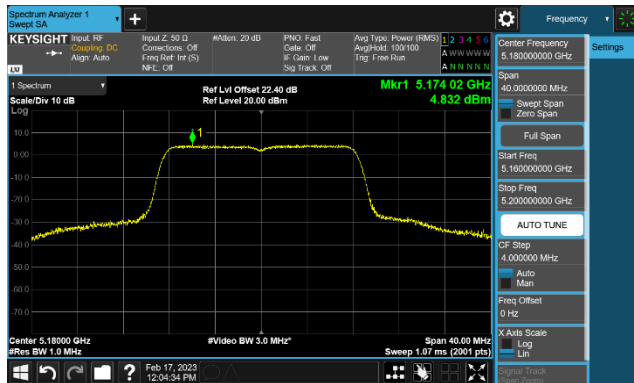 Spectrum Analyzer 1
Swept SA
Frequency
KEYSIGHT
Input: RF
Coupling: DC
Align: Auto
Input Z: 50 Ω
Corrections: Off
Freq Ref: Int (S)
NFE: Off
#Atten: 20 dB
PNO: Fast
Gate: Off
IF Gain: Low
Sig Track: Off
Avg Type: Power (RMS)
Avg|Hold: 100/100
Trig: Free Run
1 2 3 4 5 6
A W W W W W
A N N N N N
LXI
1 Spectrum
Scale/Div 10 dB
Log
Ref Lvl Offset 22.40 dB
Ref Level 20.00 dBm
Mkr1 5.174 02 GHz
4.832 dBm
1
10.0
0.00
-10.0
-20.0
-30.0
-40.0
-50.0
-60.0
-70.0
Center 5.18000 GHz
#Res BW 1.0 MHz
#Video BW 3.0 MHz*
Span 40.00 MHz
Sweep 1.07 ms (2001 pts)
Feb 17, 2023
12:04:34 PM
Center Frequency
5.180000000 GHz
Settings
Span
40.0000000 MHz
Swept Span
Zero Span
Full Span
Start Freq
5.160000000 GHz
Stop Freq
5.200000000 GHz
AUTO TUNE
CF Step
4.000000 MHz
Auto
Man
Freq Offset
0 Hz
X Axis Scale
Log
Lin
Signal Track
(Span Zoom)